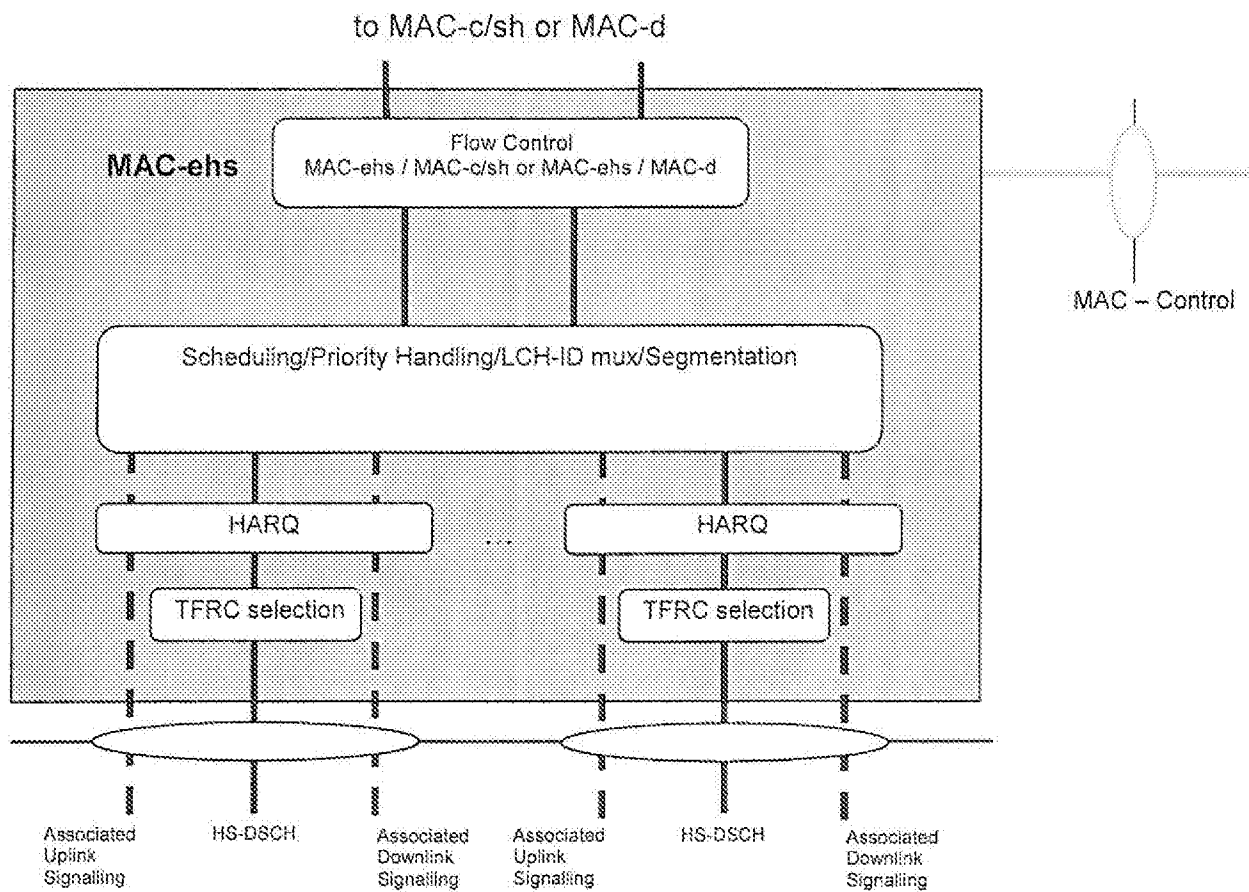 to MAC-c/sh or MAC-d
MAC-ehs
Flow Control
MAC-ehs / MAC-c/sh or MAC-ehs / MAC-d
MAC – Control
Scheduling/Priority Handling/LCH-ID mux/Segmentation
HARQ
...
HARQ
TFRC selection
TFRC selection
Associated
Uplink
Signalling
HS-DSCH
Associated
Downlink
Signalling
Associated
Uplink
Signalling
HS-DSCH
Associated
Downlink
Signalling